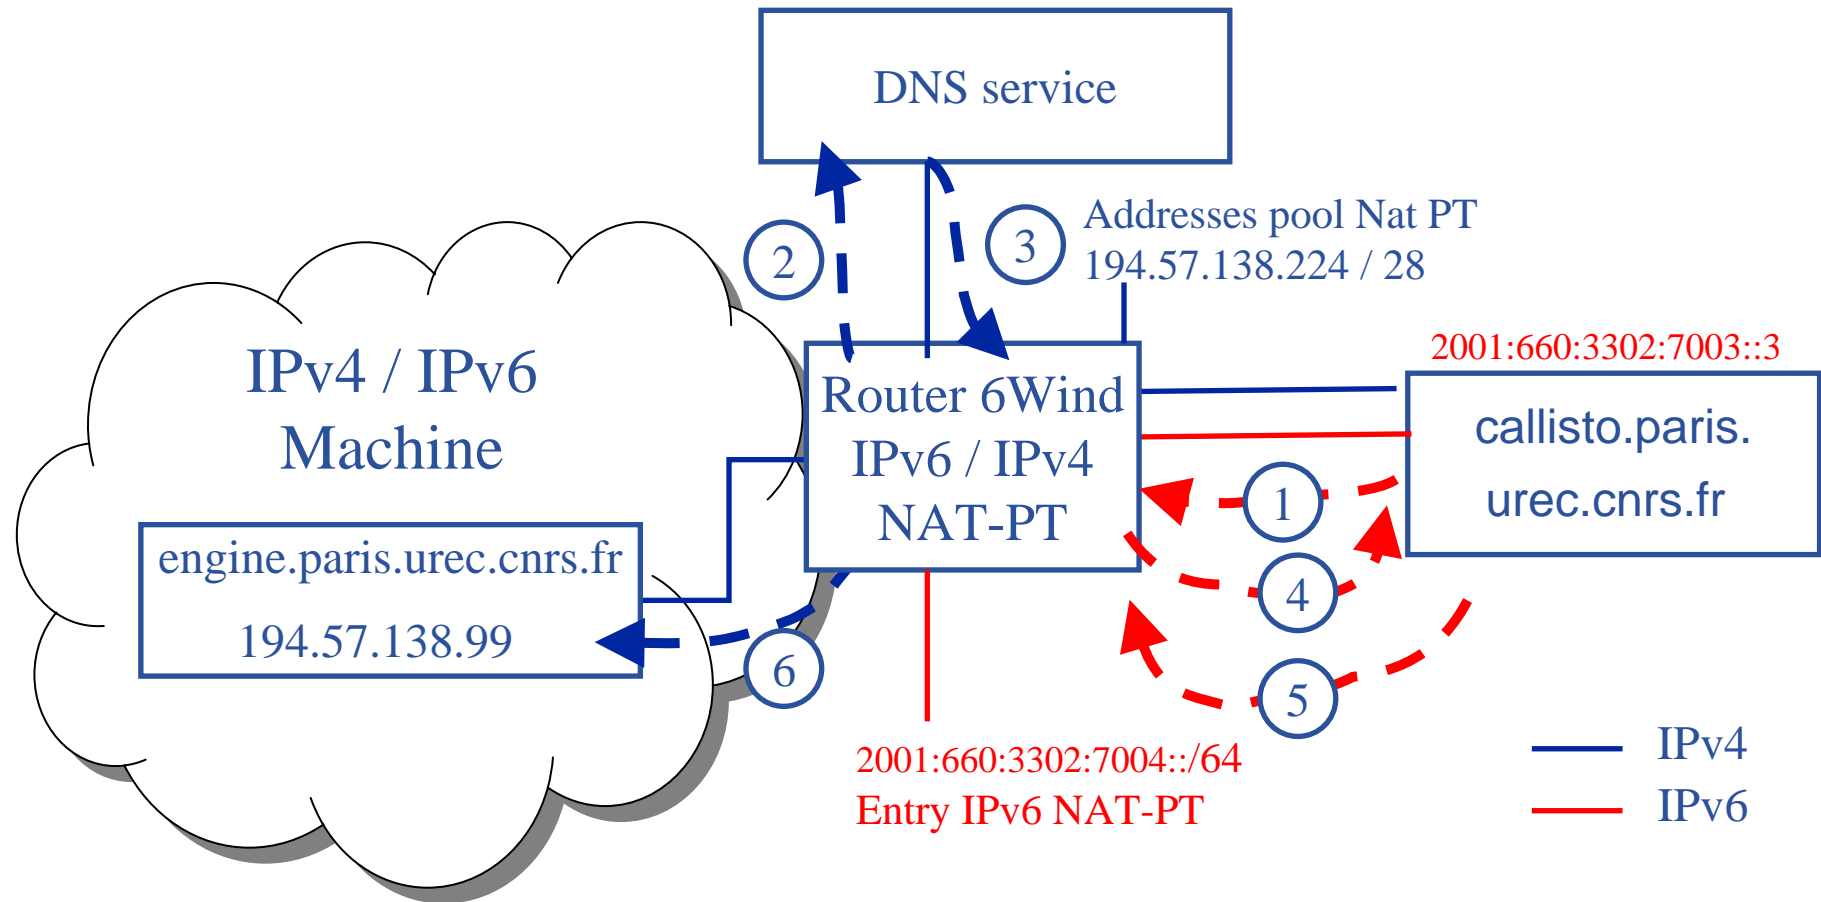 DNS service
2
3
Addresses pool Nat PT
194.57.138.224 / 28
IPv4 / IPv6
Machine
engine.paris.urec.cnrs.fr
194.57.138.99
Router 6Wind
IPv6 / IPv4
NAT-PT
2001:660:3302:7003::3
callisto.paris.
urec.cnrs.fr
1
4
5
6
2001:660:3302:7004::/64
Entry IPv6 NAT-PT
IPv4
IPv6